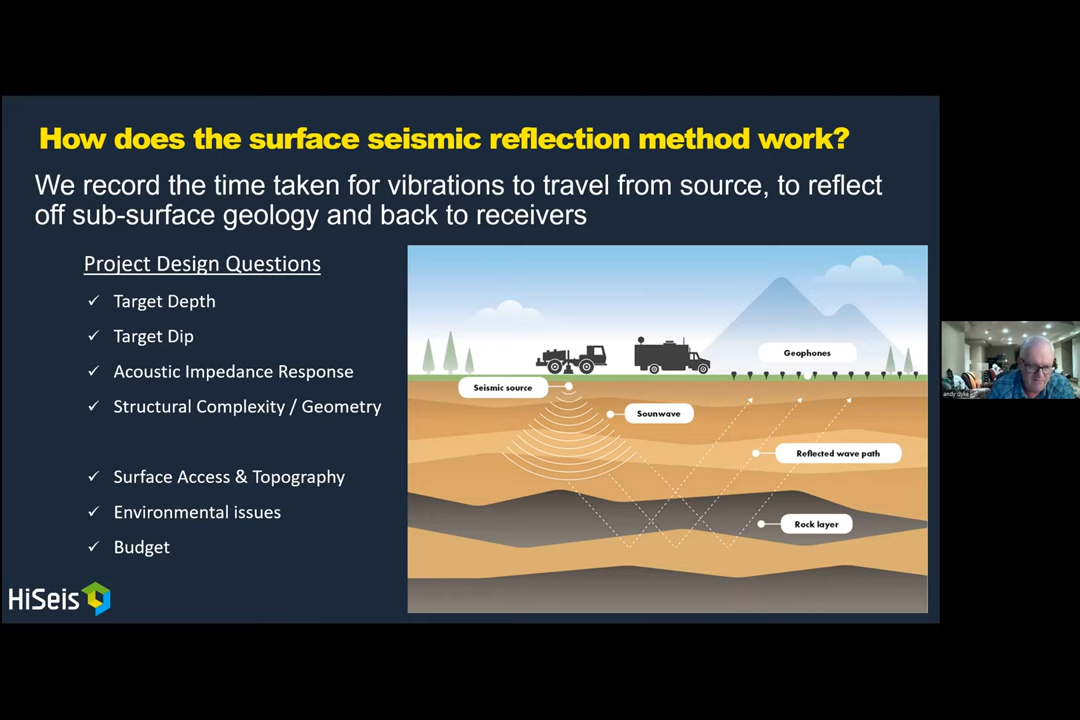 How does the surface seismic reflection method work?
We record the time taken for vibrations to travel from source, to reflect
off sub-surface geology and back to receivers
Project Design Questions
✓ Target Depth
✓ Target Dip
✓ Acoustic Impedance Response
✓ Structural Complexity / Geometry
✓ Surface Access & Topography
✓ Environmental issues
✓ Budget
HiSeis
Geophones
Seismic source
Sounwave
Reflected wave path
Rock layer
andy dyke